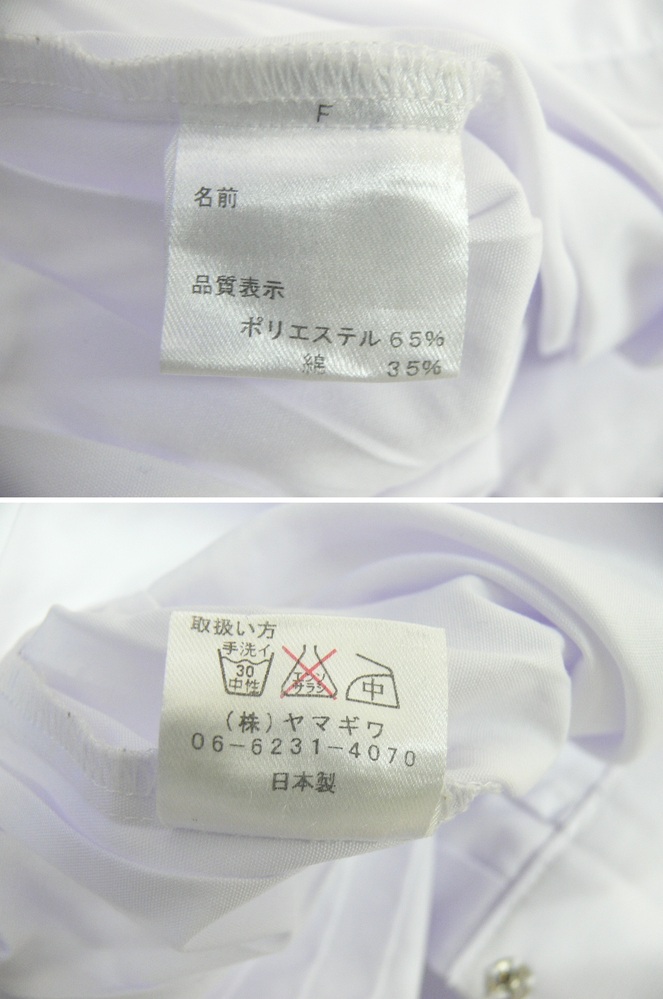 F
名前
品質表示
ポリエステル 65%
綿 35%
取扱い方
手洗イ
30
中性
エンソ
サラシ
中
(株)ヤマギワ
06-6231-4070
日本製